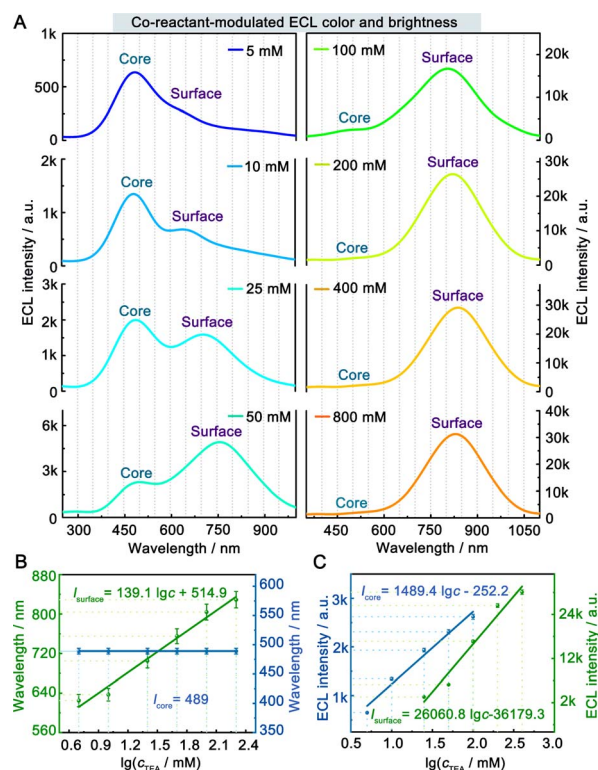 Co-reactant-modulated ECL color and brightness
A
1k
500
0
Core
Surface
5 mM
100 mM
Core
Surface
20k
10k
0
2k
1k
0
Core
Surface
10 mM
200 mM
Core
Surface
30k
20k
10k
0
3k
2k
1k
0
Core
Surface
25 mM
400 mM
Core
Surface
30k
20k
10k
0
6k
3k
0
Core
Surface
50 mM
800 mM
Core
Surface
40k
30k
20k
10k
0
ECL intensity / a.u.
ECL intensity / a.u.
300 450 600 750 900
450 600 750 900 1050
Wavelength / nm
Wavelength / nm
B
880
800
720
640
560
Wavelength/ nm
I surface = 139.1 lgc + 514.9
I core = 489
600
550
500
450
400
350
Wavelength / nm
0.6 0.9 1.2 1.5 1.8 2.1 2.4
lg(cTEA / mM)
C
3k
2k
1k
ECL intensity / a.u.
I core = 1489.4 lgc - 252.2
I surface = 26060.8 lgc-36179.3
24k
12k
2k
ECL intensity / a.u.
0.5 1.0 1.5 2.0 2.5 3.0
lg(cTEA / mM)